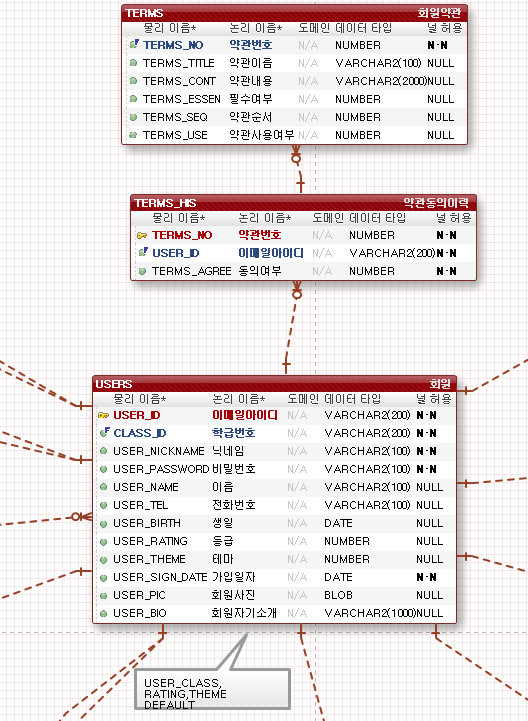 TERMS 회원약관
물리 이름* 논리 이름* 도메인 데이터 타입 널 허용
TERMS_NO 약관번호 N/A NUMBER N-N
TERMS_TITLE 약관이름 N/A VARCHAR2(100) NULL
TERMS_CONT 약관내용 N/A VARCHAR2(2000) NULL
TERMS_ESSEN 필수여부 N/A NUMBER NULL
TERMS_SEQ 약관순서 N/A NUMBER NULL
TERMS_USE 약관사용여부 N/A NUMBER NULL
TERMS_HIS 약관동의이력
물리 이름* 논리 이름* 도메인 데이터 타입 널 허용
TERMS_NO 약관번호 N/A NUMBER N-N
USER_ID 이메일아이디 N/A VARCHAR2(200) N-N
TERMS_AGREE 동의여부 N/A NUMBER N-N
USERS 회원
물리 이름* 논리 이름* 도메인 데이터 타입 널 허용
USER_ID 이메일아이디 N/A VARCHAR2(200) N-N
CLASS_ID 학급번호 N/A VARCHAR2(200) N-N
USER_NICKNAME 닉네임 N/A VARCHAR2(100) N-N
USER_PASSWORD 비밀번호 N/A VARCHAR2(100) N-N
USER_NAME 이름 N/A VARCHAR2(100) NULL
USER_TEL 전화번호 N/A VARCHAR2(100) NULL
USER_BIRTH 생일 N/A DATE NULL
USER_RATING 등급 N/A NUMBER NULL
USER_THEME 테마 N/A NUMBER NULL
USER_SIGN_DATE 가입일자 N/A DATE N-N
USER_PIC 회원사진 N/A BLOB NULL
USER_BIO 회원자기소개 N/A VARCHAR2(1000) NULL
USER_CLASS,
RATING,THEME
DEFAULT